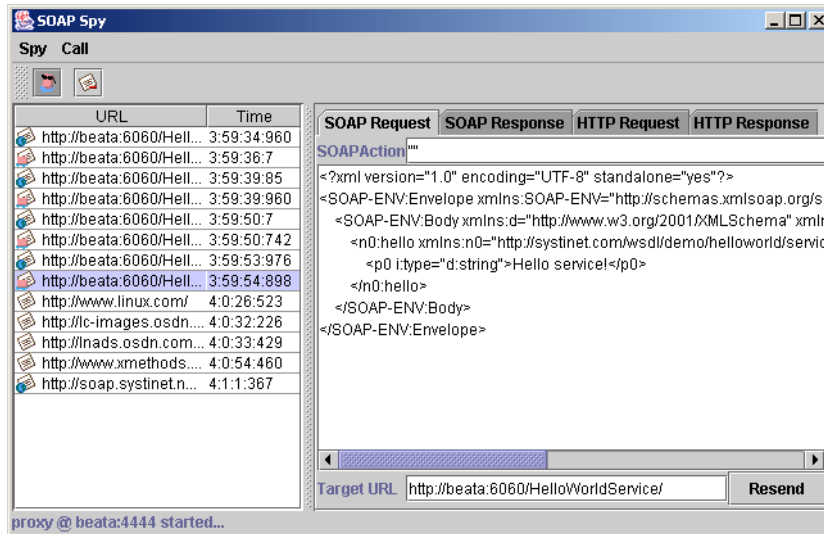 SOAP Spy
Spy Call
URL Time
http://beata:6060/Hell... 3:59:34:960
http://beata:6060/Hell... 3:59:36:7
http://beata:6060/Hell... 3:59:39:85
http://beata:6060/Hell... 3:59:39:960
http://beata:6060/Hell... 3:59:50:7
http://beata:6060/Hell... 3:59:50:742
http://beata:6060/Hell... 3:59:53:976
http://beata:6060/Hell... 3:59:54:898
http://www.linux.com/ 4:0:26:523
http://lc-images.osdn.... 4:0:32:226
http://lnads.osdn.com... 4:0:33:429
http://www.xmethods.... 4:0:54:460
http://soap.systinet.n... 4:1:1:367
SOAP Request SOAP Response HTTP Request HTTP Response
SOAPAction ""
<?xml version="1.0" encoding="UTF-8" standalone="yes"?>
<SOAP-ENV:Envelope xmlns:SOAP-ENV="http://schemas.xmlsoap.org/s
<SOAP-ENV:Body xmlns:d="http://www.w3.org/2001/XMLSchema" xmln
<n0:hello xmlns:n0="http://systinet.com/wsdl/demo/helloworld/servic
<p0 i:type="d:string">Hello service!</p0>
</n0:hello>
</SOAP-ENV:Body>
</SOAP-ENV:Envelope>
Target URL http://beata:6060/HelloWorldService/ Resend
proxy @ beata:4444 started...